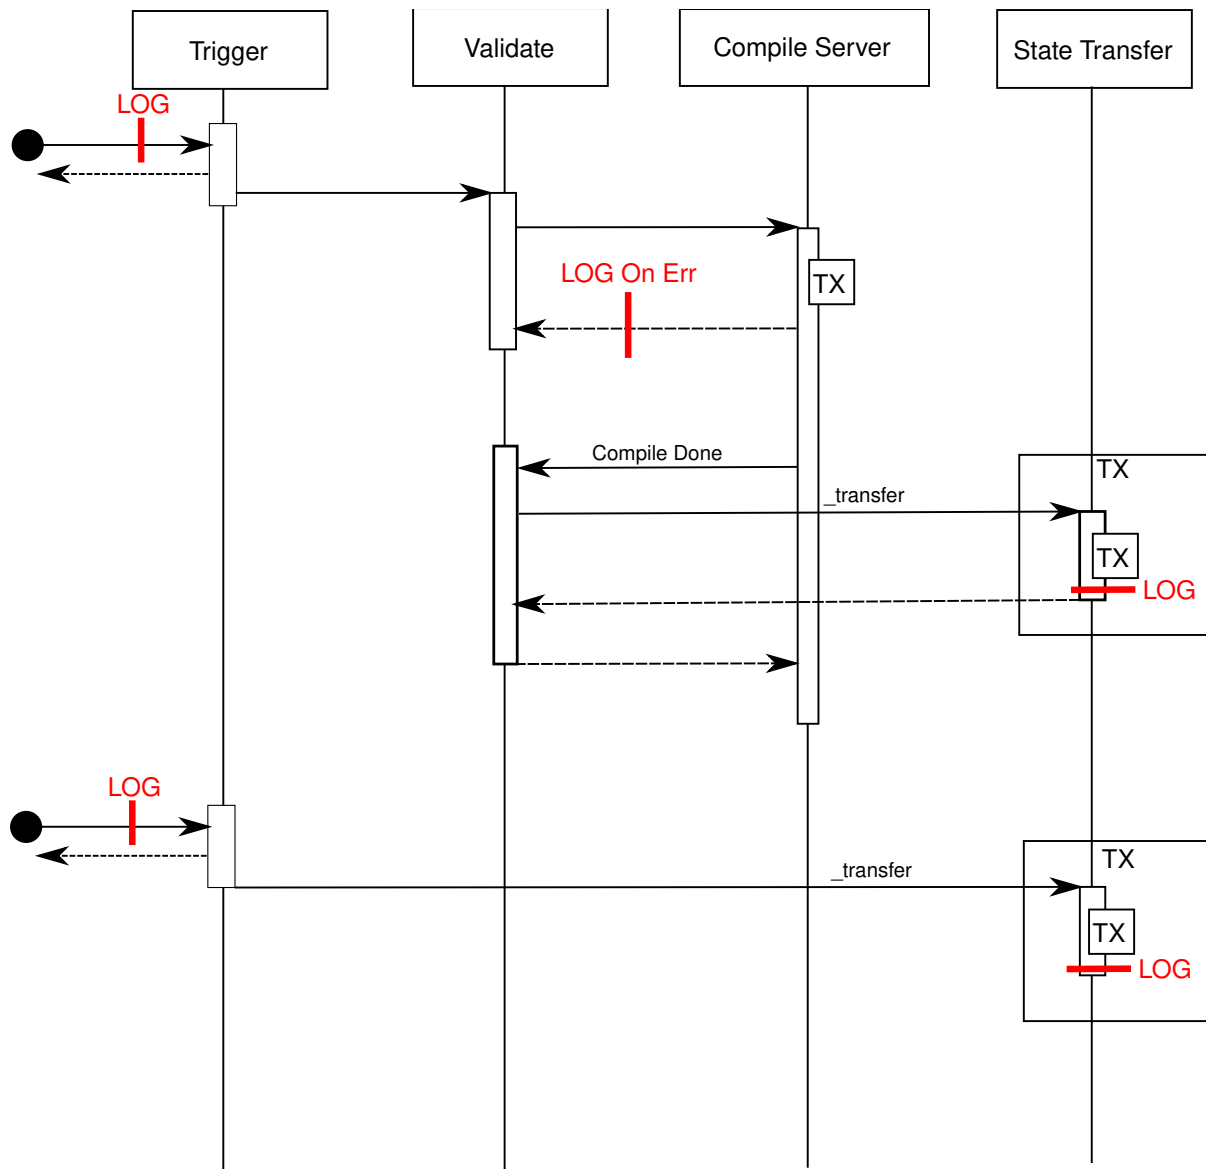 Trigger
Validate
Compile Server
State Transfer
LOG
LOG On Err
TX
Compile Done
TX
_transfer
TX
LOG
LOG
TX
_transfer
TX
LOG